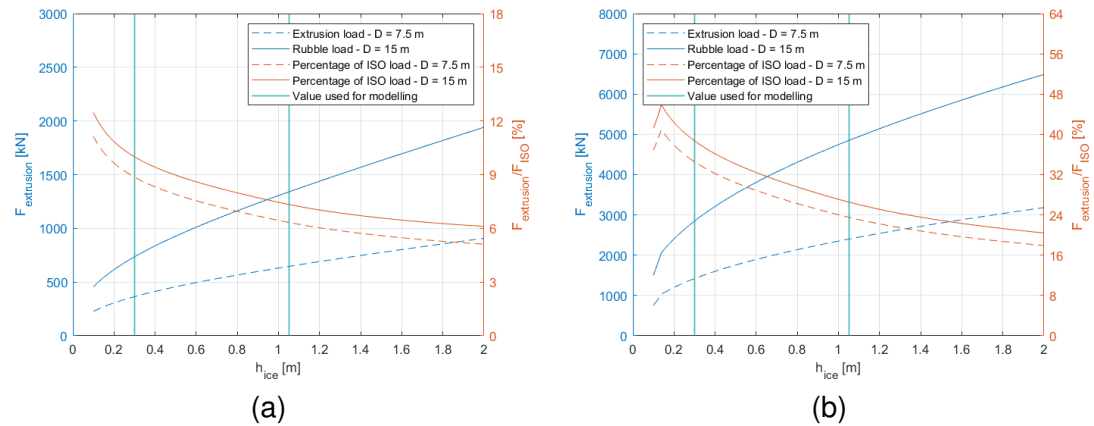 3000
2500
2000
1500
1000
500
0
F_extrusion [kN]
18
15
12
9
6
3
0
F_extrusion/F_ISO [%]
Extrusion load - D = 7.5 m
Rubble load - D = 15 m
Percentage of ISO load - D = 7.5 m
Percentage of ISO load - D = 15 m
Value used for modelling
0 0.2 0.4 0.6 0.8 1 1.2 1.4 1.6 1.8 2
h_ice [m]
(a)
8000
7000
6000
5000
4000
3000
2000
1000
0
F_extrusion [kN]
64
56
48
40
32
24
16
8
0
F_extrusion/F_ISO [%]
Extrusion load - D = 7.5 m
Rubble load - D = 15 m
Percentage of ISO load - D = 7.5 m
Percentage of ISO load - D = 15 m
Value used for modelling
0 0.2 0.4 0.6 0.8 1 1.2 1.4 1.6 1.8 2
h_ice [m]
(b)